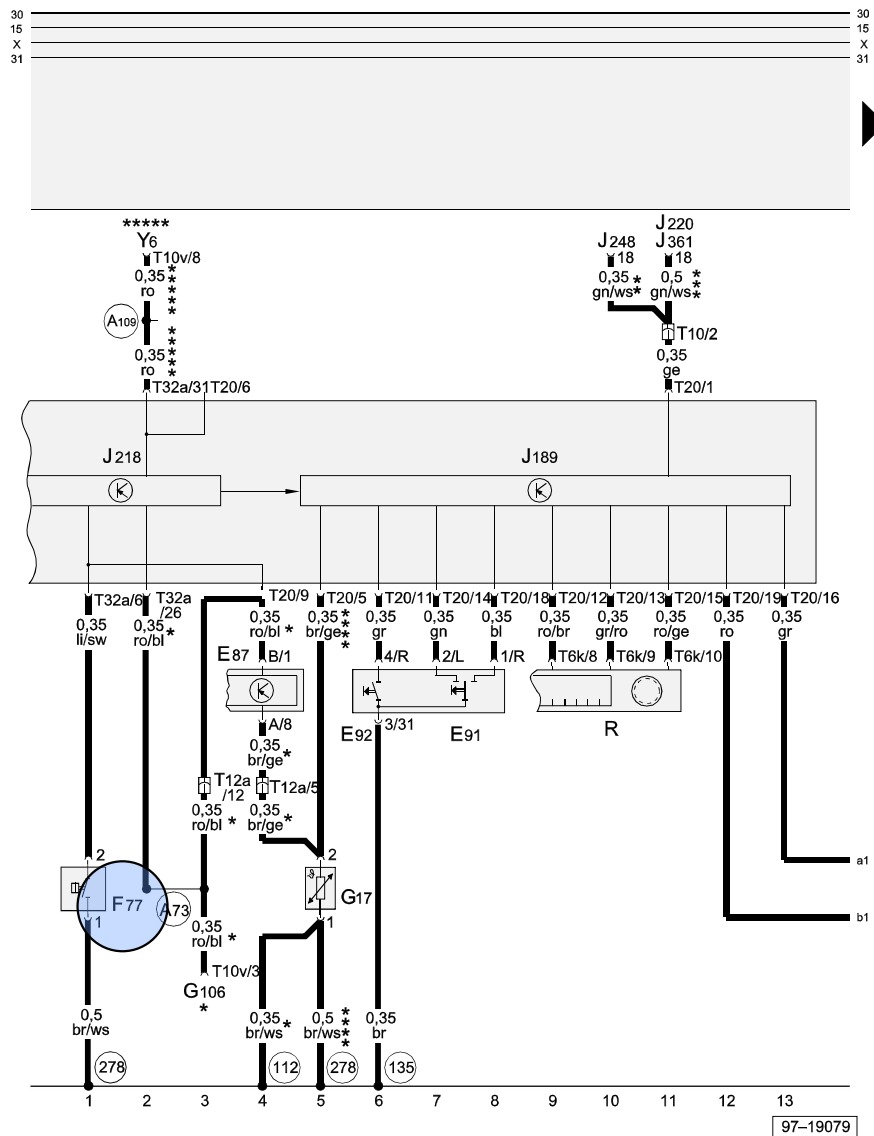 30 30
15 15
X X
31 31
*****
Y6
T10v/8
0,35
ro
*****
A109
0,35
ro
*****
T32a/31 T20/6
J220
J248 J361
18 18
0,35 0,5
gn/ws* gn/ws***
T10/2
0,35
ge
T20/1
J218 J189
T32a/6 T32a/26 T20/9 T20/5 T20/11 T20/14 T20/18 T20/12 T20/13 T20/15 T20/19 T20/16
0,35 0,35 0,35 0,35 0,35 0,35 0,35 0,35 0,35 0,35 0,35 0,35
li/sw ro/bl* ro/bl* br/ge**** gr gn bl ro/br gr/ro ro/ge ro gr
E87 B/1 4/R 2/L 1/R T6k/8 T6k/9 T6k/10
A/8 E92 3/31 E91 R
0,35
br/ge*
T12a/12 T12a/5
0,35 0,35
ro/bl * br/ge*
2 2 a1
F77 A73 G17
1 1 b1
0,35
ro/bl *
T10v/3
G106
*
0,5 0,35 0,5 0,35
br/ws br/ws* br/ws**** br
278 112 278 135
1 2 3 4 5 6 7 8 9 10 11 12 13
97–19079